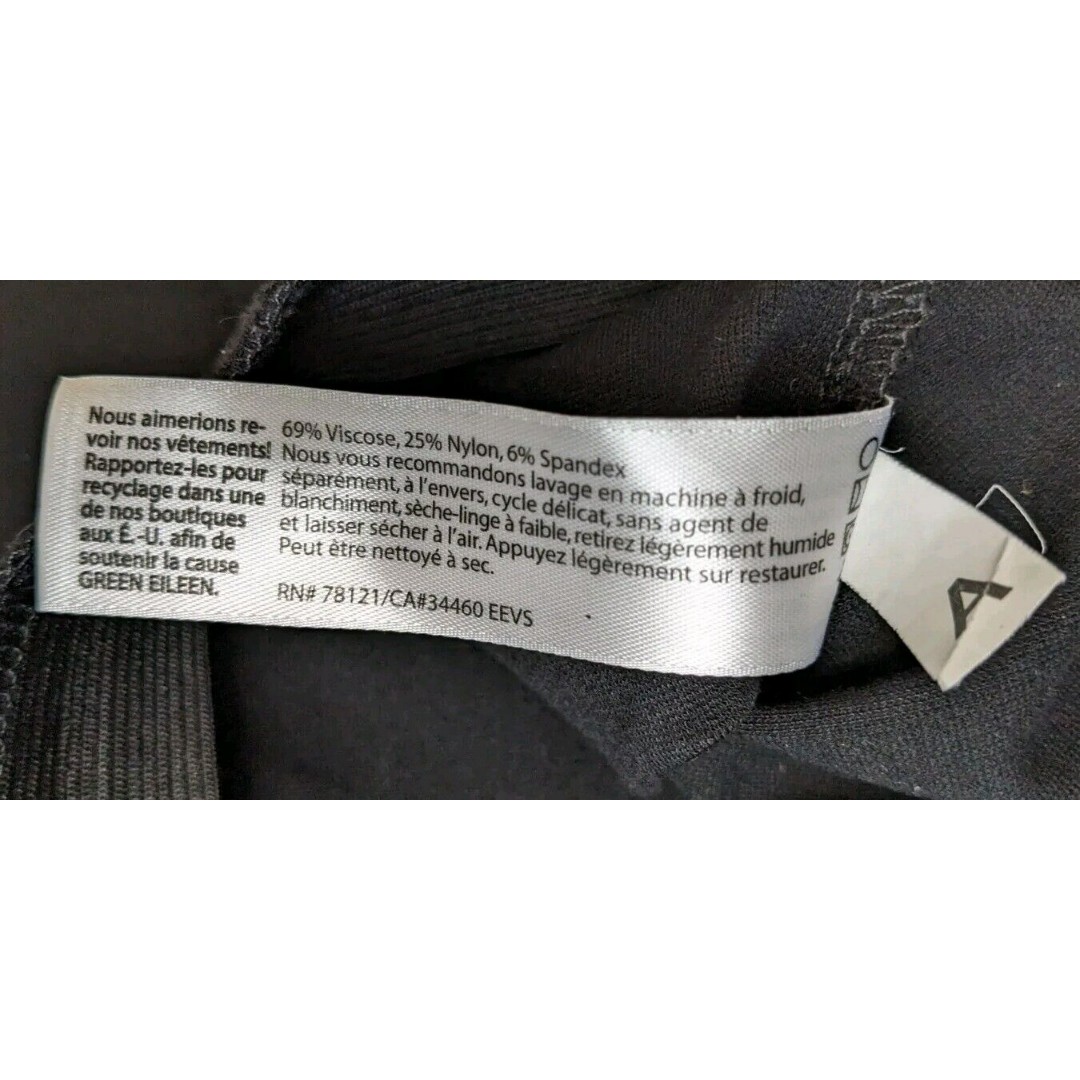 Nous aimerions re-
voir nos vêtements!
Rapportez-les pour
recyclage dans une
de nos boutiques
aux É.-U. afin de
soutenir la cause
GREEN EILEEN.
69% Viscose, 25% Nylon, 6% Spandex
Nous vous recommandons lavage en machine à froid,
séparément, à l'envers, cycle délicat, sans agent de
blanchiment, sèche-linge à faible, retirez légèrement humide
et laisser sécher à l'air. Appuyez légèrement sur restaurer.
Peut être nettoyé à sec.
RN# 78121/CA#34460 EEVS
A